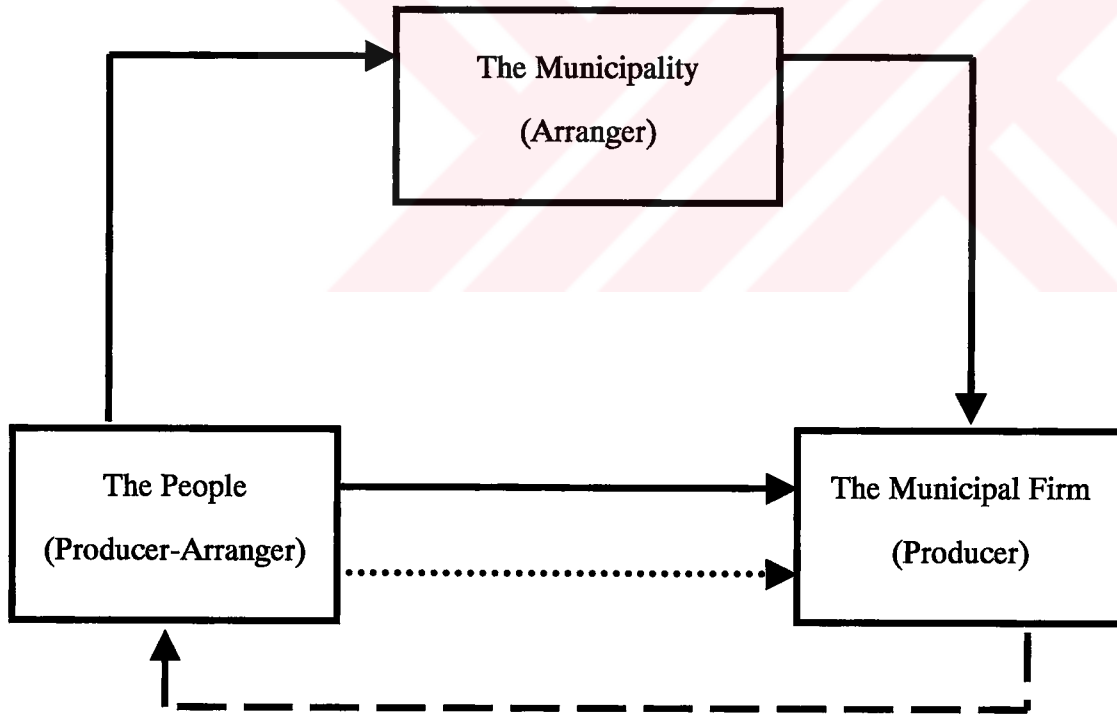 The Municipality
(Arranger)
The People
(Producer-Arranger)
The Municipal Firm
(Producer)